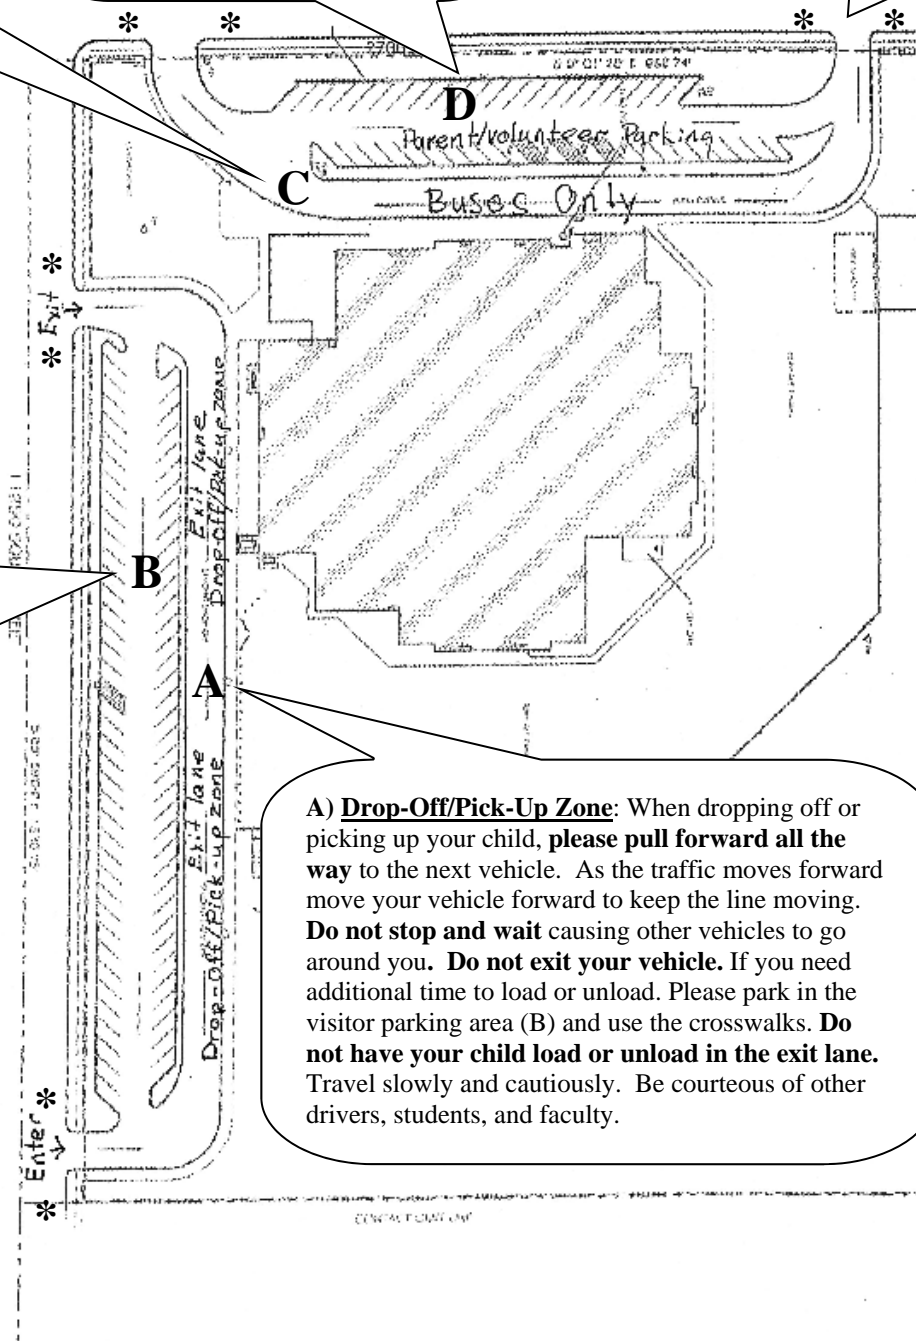 * * * *
D
Parent/volunteer Parking
C
Buses Only
*
Exit
*
Exit lane
Drop-Off/Pick-up zone
B
A
Exit lane
Drop-Off/Pick-up zone
A) Drop-Off/Pick-Up Zone: When dropping off or
picking up your child, please pull forward all the
way to the next vehicle. As the traffic moves forward
move your vehicle forward to keep the line moving.
Do not stop and wait causing other vehicles to go
around you. Do not exit your vehicle. If you need
additional time to load or unload. Please park in the
visitor parking area (B) and use the crosswalks. Do
not have your child load or unload in the exit lane.
Travel slowly and cautiously. Be courteous of other
drivers, students, and faculty.
*
Enter
*